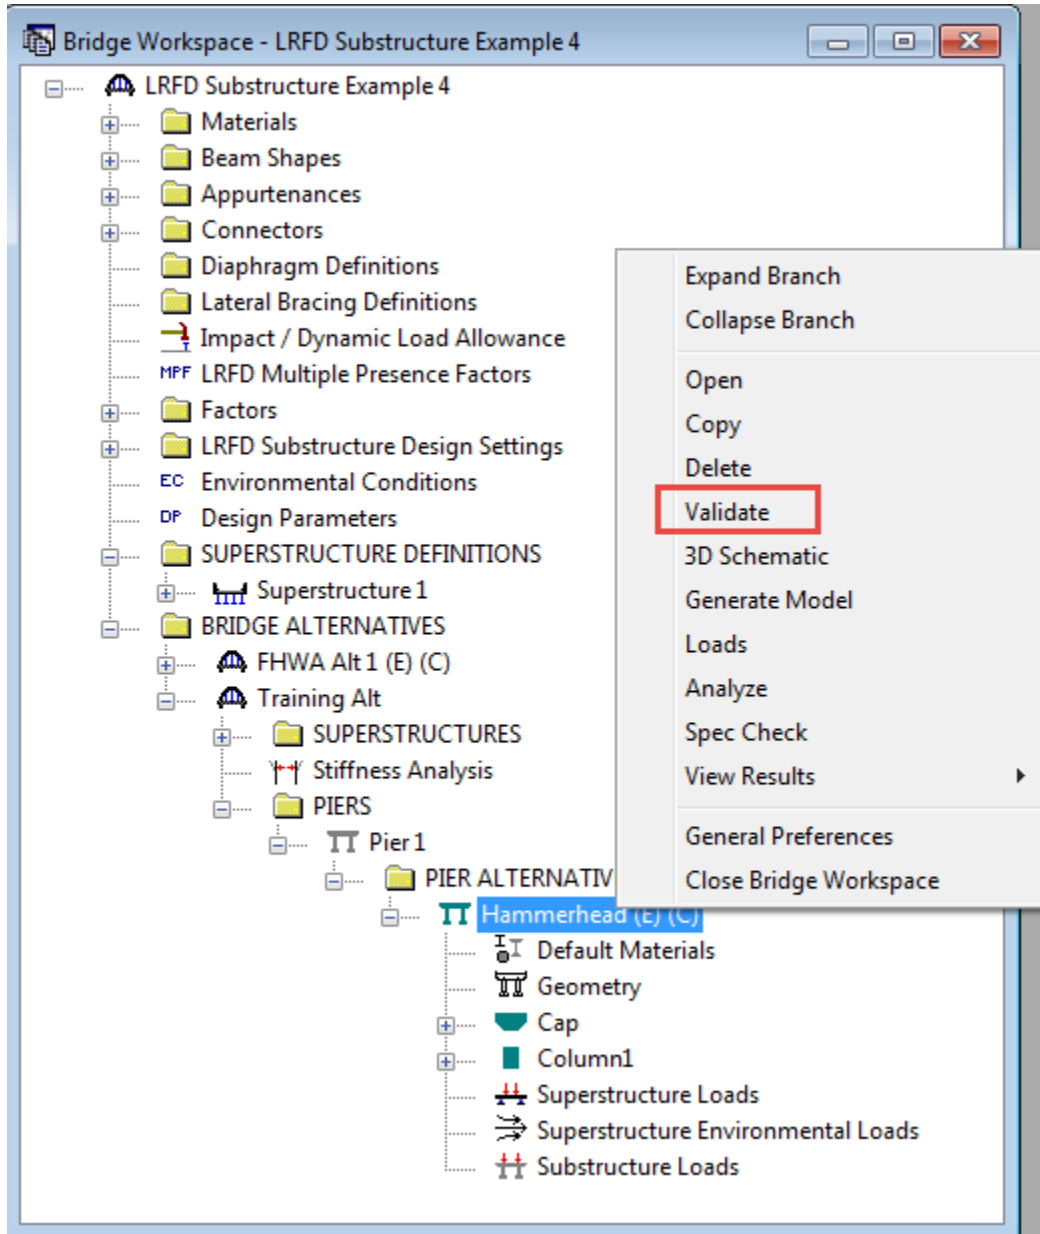 Bridge Workspace - LRFD Substructure Example 4
LRFD Substructure Example 4
Materials
Beam Shapes
Appurtenances
Connectors
Diaphragm Definitions
Lateral Bracing Definitions
Impact / Dynamic Load Allowance
MPF LRFD Multiple Presence Factors
Factors
LRFD Substructure Design Settings
EC Environmental Conditions
DP Design Parameters
SUPERSTRUCTURE DEFINITIONS
Superstructure 1
BRIDGE ALTERNATIVES
FHWA Alt 1 (E) (C)
Training Alt
SUPERSTRUCTURES
Stiffness Analysis
PIERS
Pier 1
PIER ALTERNATIV
Hammerhead (E) (C)
Default Materials
Geometry
Cap
Column1
Superstructure Loads
Superstructure Environmental Loads
Substructure Loads
Expand Branch
Collapse Branch
Open
Copy
Delete
Validate
3D Schematic
Generate Model
Loads
Analyze
Spec Check
View Results
General Preferences
Close Bridge Workspace